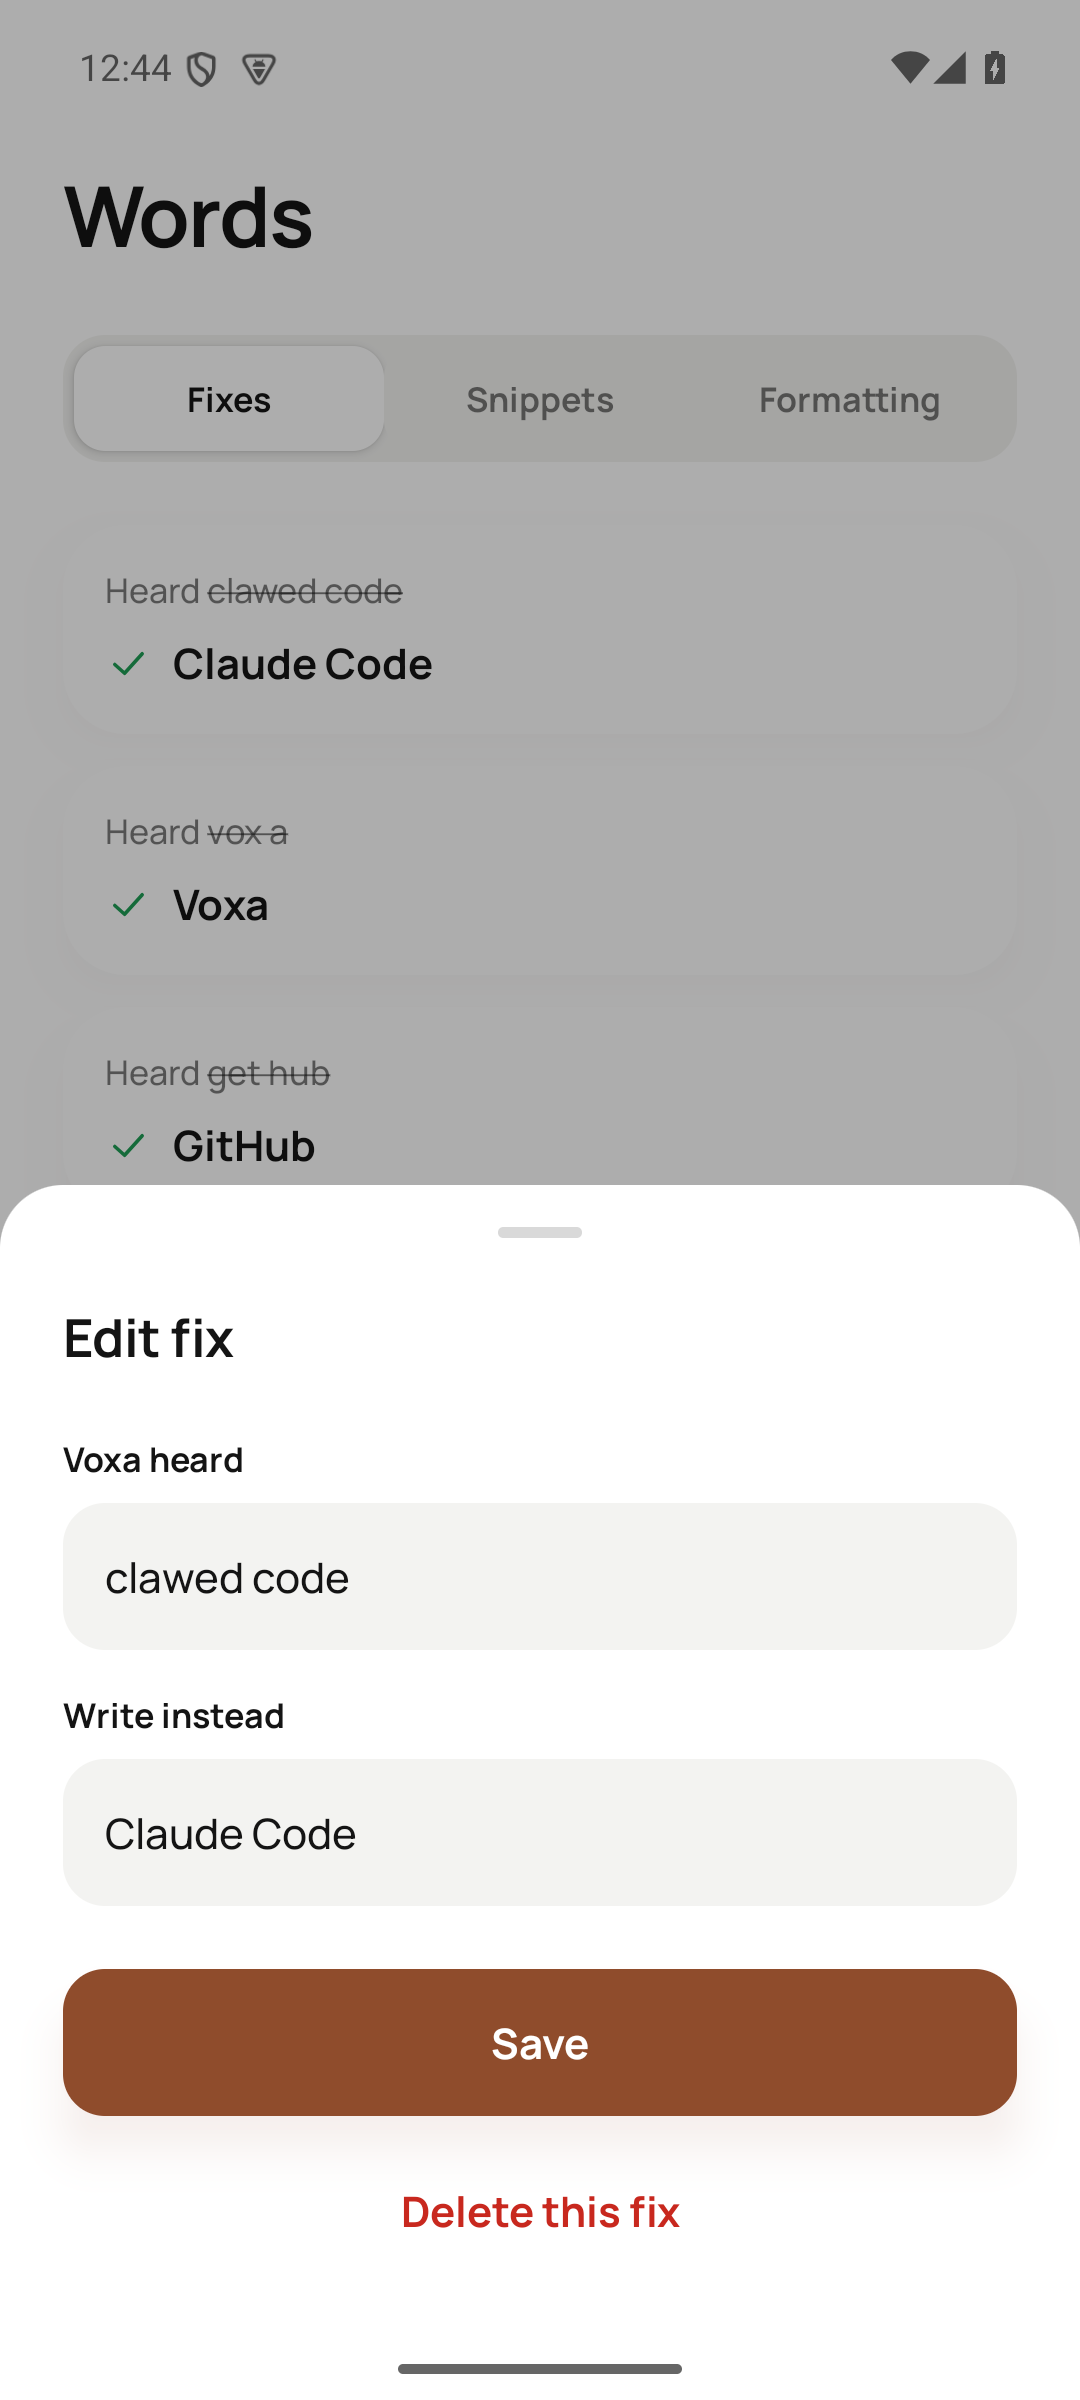 12:44
Words
Fixes
Snippets
Formatting
Heard clawed code
Claude Code
Heard vox a
Voxa
Heard get hub
GitHub
Edit fix
Voxa heard
clawed code
Write instead
Claude Code
Save
Delete this fix